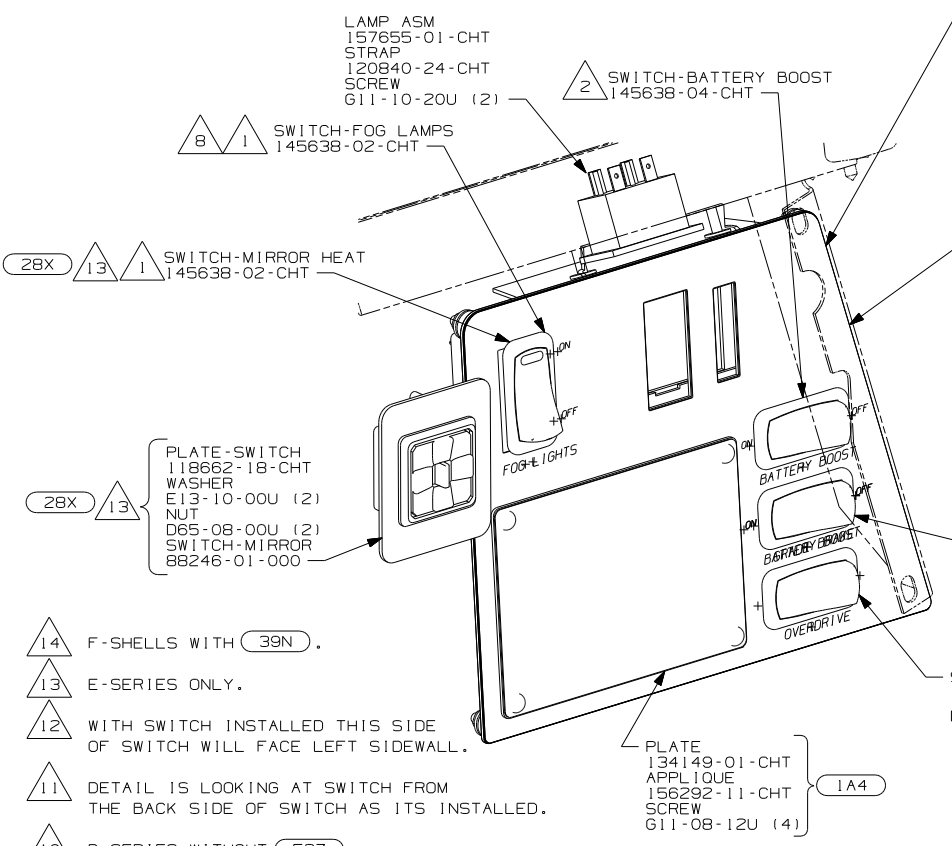 LAMP ASM
157655-01-CHT
STRAP
120840-24-CHT
SCREW
G11-10-20U (2)
2 SWITCH-BATTERY BOOST
145638-04-CHT
8 1 SWITCH-FOG LAMPS
145638-02-CHT
28X 13 1 SWITCH-MIRROR HEAT
145638-02-CHT
ON
OFF
FOG LIGHTS
ON
OFF
BATTERY BOOST
ON
OFF
OVERDRIVE
28X 13
PLATE-SWITCH
118662-18-CHT
WASHER
E13-10-00U (2)
NUT
D65-08-00U (2)
SWITCH-MIRROR
88246-01-000
14 F-SHELLS WITH 39N .
13 E-SERIES ONLY.
12 WITH SWITCH INSTALLED THIS SIDE
OF SWITCH WILL FACE LEFT SIDEWALL.
11 DETAIL IS LOOKING AT SWITCH FROM
THE BACK SIDE OF SWITCH AS ITS INSTALLED.
PLATE
134149-01-CHT
APPLIQUE
156292-11-CHT
SCREW
G11-08-12U (4)
1A4